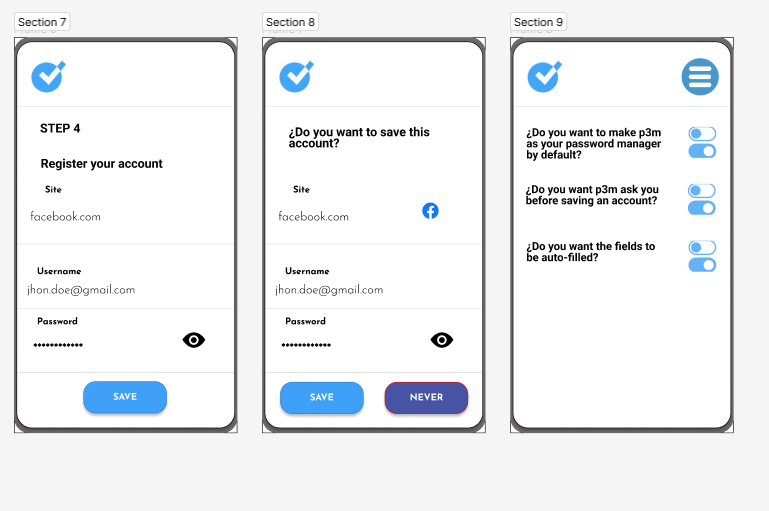 Section 7
Section 8
Section 9
STEP 4
Register your account
Site
facebook.com
Username
jhon.doe@gmail.com
Password
************
SAVE
¿Do you want to save this
account?
Site
facebook.com
Username
jhon.doe@gmail.com
Password
************
SAVE
NEVER
¿Do you want to make p3m
as your password manager
by default?
¿Do you want p3m ask you
before saving an account?
¿Do you want the fields to
be auto-filled?